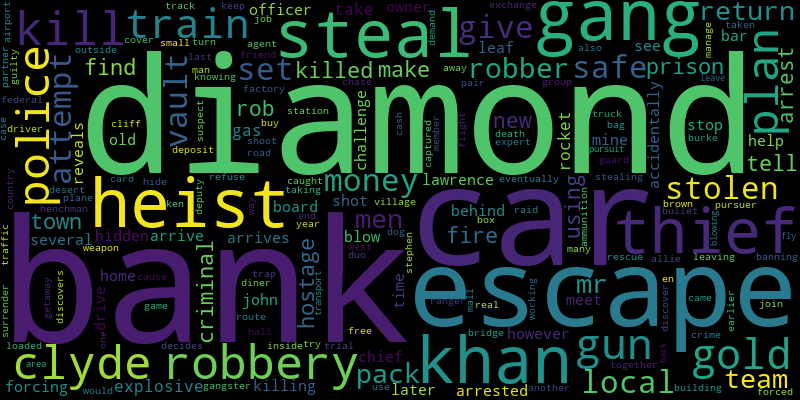 airport track keep job exchange
kill train officer take owner return
partner cover small turn steal gang give leaf see bar
outside agent friend demand also manage taken
guilty last man away
find vault set killed make robber safe prison plan
federal knowing factory chase group leave
police attempt diamond arrest
driver cliff station buy pair truck stop
case reveals old rob gas challenge cash captured member flight new rocket mine accidentally bag burke
suspect shoot road death expert pursuit guard help
deposit tell
country card hide refuse caught money lawrence eventually stealing stolen
desert plane heist taking village car using brown pursuer
henchman ken deputy way board shot men behind box raid ammunition bullet
town hidden end year thief
traffic several arrive arrives blow dog fire many blowing fly
weapon criminal trap west stephen duo time rescue allie leaving banning
home cause hostage bank escape mr
surrender getaway discovers one drive game diner john transport ranger real mall working meet discover en came join
route free however bridge earlier
loaded hall clyde robbery inside try trial khan gun together back crime gold
area decides chief local building team
forcing would explosive gangster killing pack use later arrested another forced